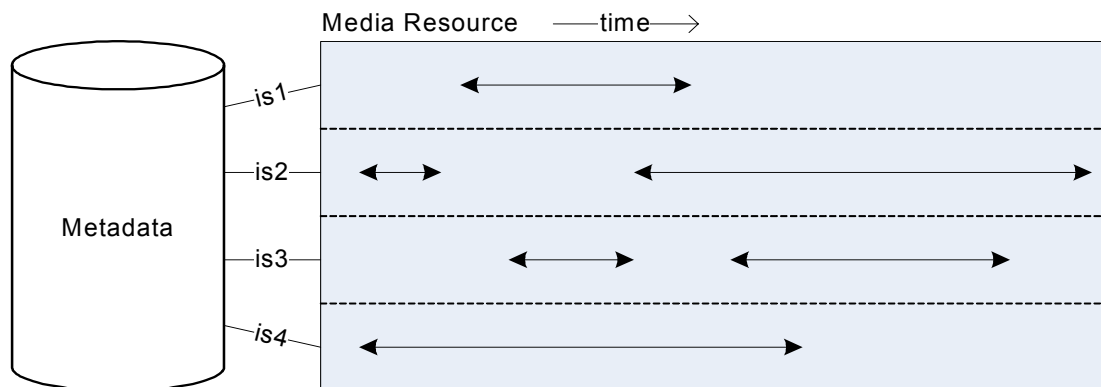 Media Resource time
is1
is2
Metadata
is3
is4